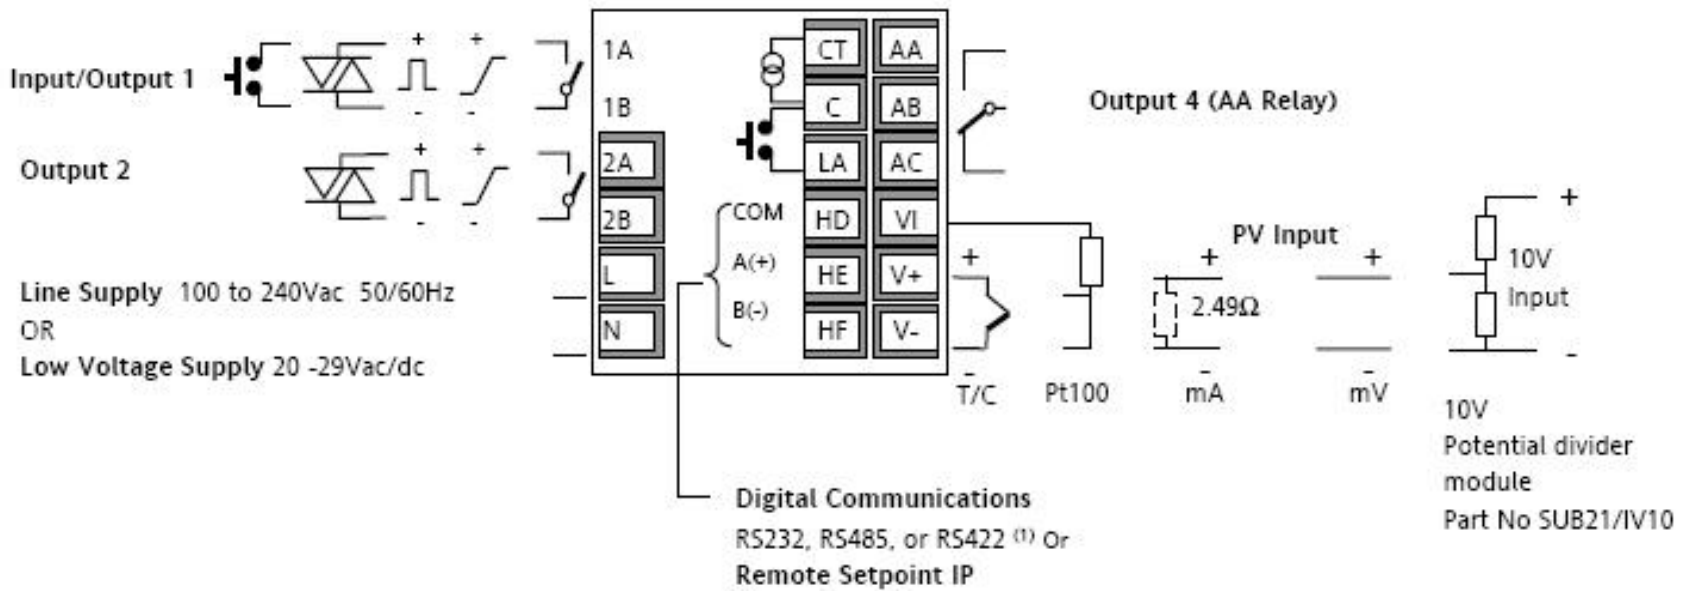 Input/Output 1
+
+
-
-
1A
1B
Output 2
+
+
-
-
2A
2B
Line Supply 100 to 240Vac 50/60Hz
OR
Low Voltage Supply 20 -29Vac/dc
L
N
COM
A(+)
B(-)
CT AA
C AB
LA AC
HD VI
HE V+
HF V-
Output 4 (AA Relay)
PV Input
+
-
T/C
Pt100
+
2.49Ω
-
mA
+
-
mV
+
10V
Input
-
10V
Potential divider
module
Part No SUB21/IV10
Digital Communications
RS232, RS485, or RS422 (1) Or
Remote Setpoint IP